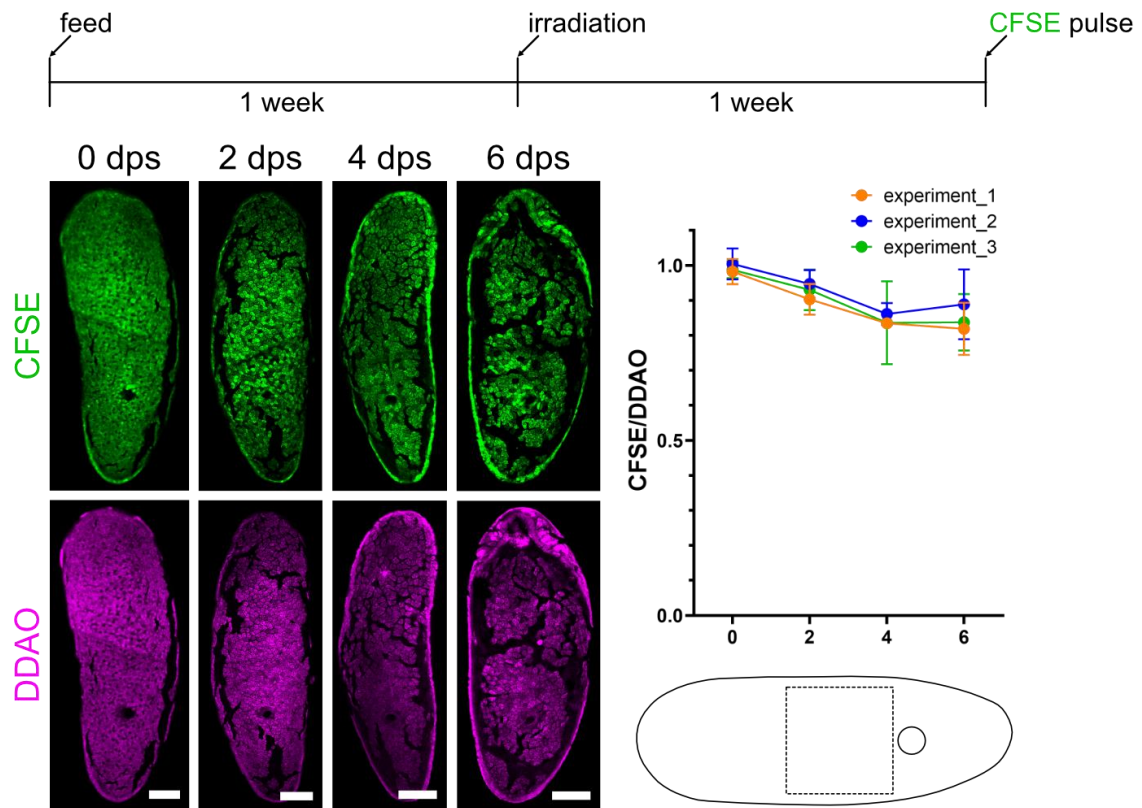 feed
irradiation
CFSE pulse
1 week
1 week
0 dps
2 dps
4 dps
6 dps
CFSE
DDAO
experiment_1
experiment_2
experiment_3
CFSE/DDAO
1.0
0.5
0.0
0
2
4
6